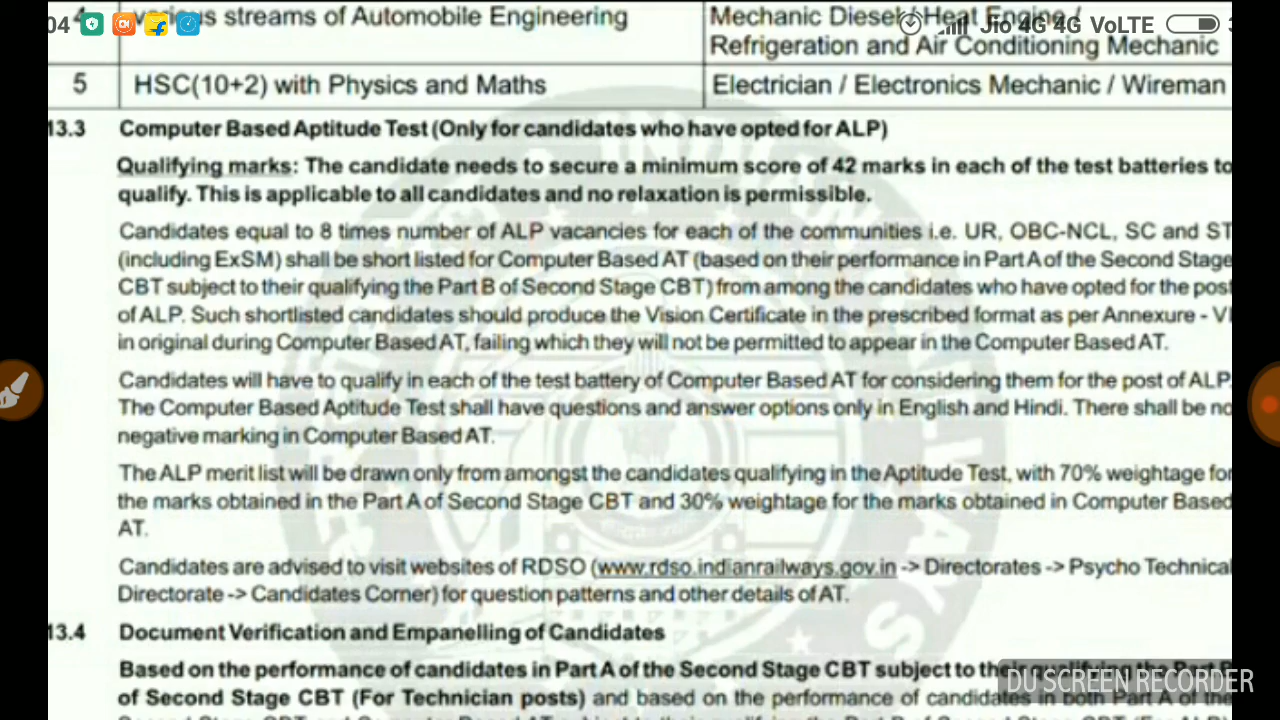 04 Jio 4G 4G VoLTE
4 various streams of Automobile Engineering Mechanic Diesel / Heat Engine /
Refrigeration and Air Conditioning Mechanic
5 HSC(10+2) with Physics and Maths Electrician / Electronics Mechanic / Wireman
13.3 Computer Based Aptitude Test (Only for candidates who have opted for ALP)
Qualifying marks: The candidate needs to secure a minimum score of 42 marks in each of the test batteries to
qualify. This is applicable to all candidates and no relaxation is permissible.
Candidates equal to 8 times number of ALP vacancies for each of the communities i.e. UR, OBC-NCL, SC and ST
(including ExSM) shall be short listed for Computer Based AT (based on their performance in Part A of the Second Stage
CBT subject to their qualifying the Part B of Second Stage CBT) from among the candidates who have opted for the post
of ALP. Such shortlisted candidates should produce the Vision Certificate in the prescribed format as per Annexure - VI
in original during Computer Based AT, failing which they will not be permitted to appear in the Computer Based AT.
Candidates will have to qualify in each of the test battery of Computer Based AT for considering them for the post of ALP.
The Computer Based Aptitude Test shall have questions and answer options only in English and Hindi. There shall be no
negative marking in Computer Based AT.
The ALP merit list will be drawn only from amongst the candidates qualifying in the Aptitude Test, with 70% weightage for
the marks obtained in the Part A of Second Stage CBT and 30% weightage for the marks obtained in Computer Based
AT.
Candidates are advised to visit websites of RDSO (www.rdso.indianrailways.gov.in -> Directorates -> Psycho Technical
Directorate -> Candidates Corner) for question patterns and other details of AT.
13.4 Document Verification and Empanelling of Candidates
Based on the performance of candidates in Part A of the Second Stage CBT subject to their qualifying the Part B
of Second Stage CBT (For Technician posts) and based on the performance of candidates in both Part A of the
DU SCREEN RECORDER